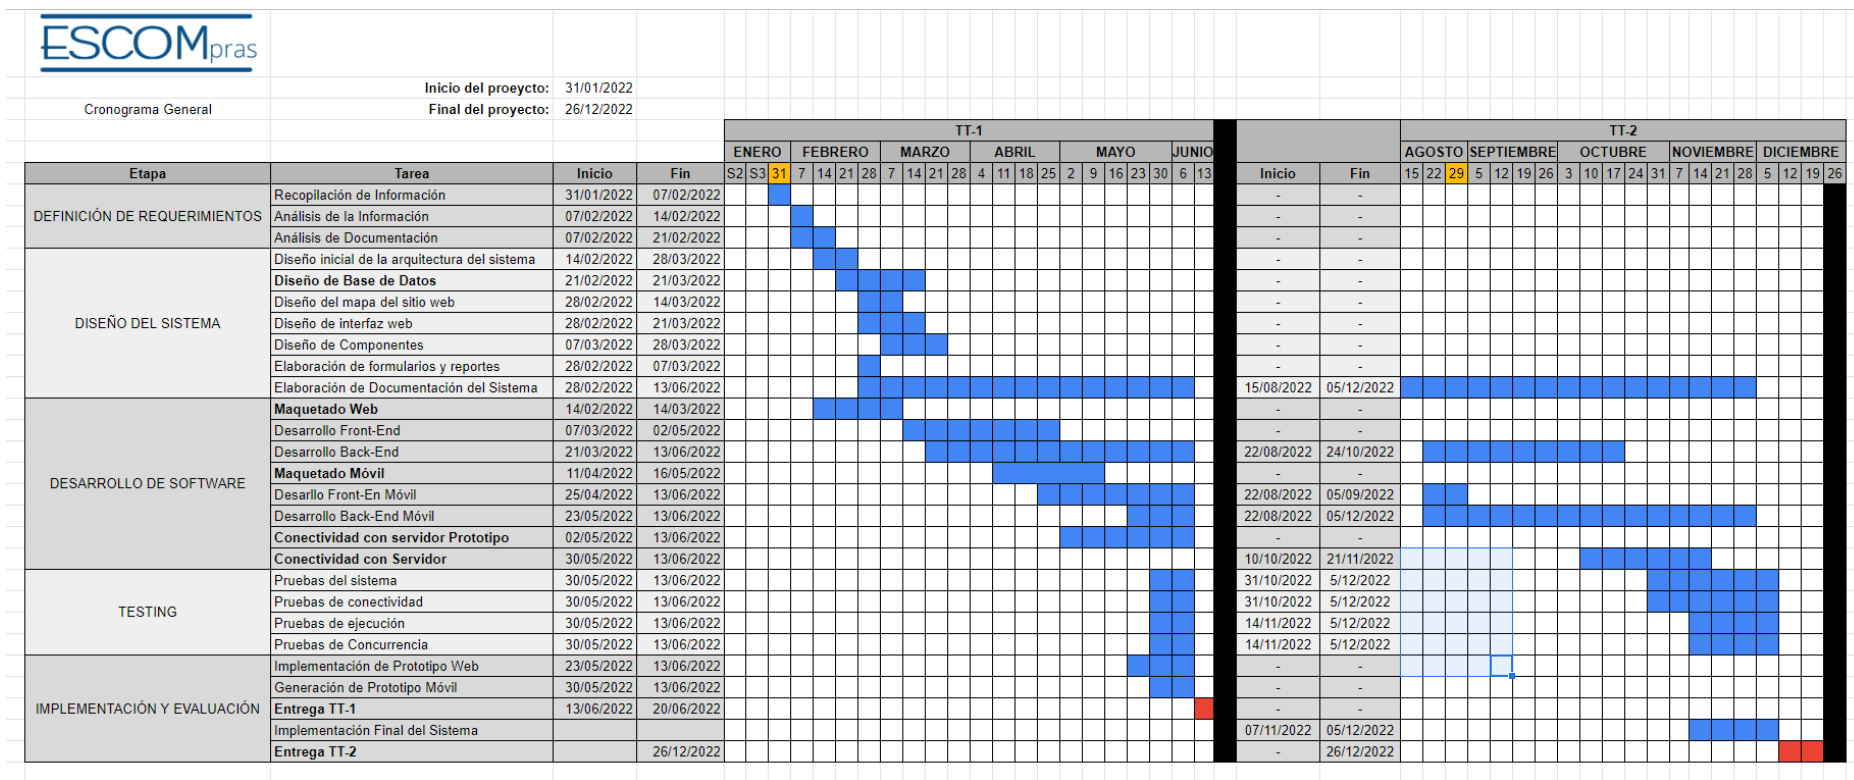 ESCOMpras
Inicio del proeycto: 31/01/2022
Cronograma General Final del proyecto: 26/12/2022
TT-1 TT-2
ENERO FEBRERO MARZO ABRIL MAYO JUNIO AGOSTO SEPTIEMBRE OCTUBRE NOVIEMBRE DICIEMBRE
Etapa Tarea Inicio Fin S2 S3 31 7 14 21 28 7 14 21 28 4 11 18 25 2 9 16 23 30 6 13 Inicio Fin 15 22 29 5 12 19 26 3 10 17 24 31 7 14 21 28 5 12 19 26
DEFINICIÓN DE REQUERIMIENTOS
Recopilación de Información 31/01/2022 07/02/2022 - -
Análisis de la Información 07/02/2022 14/02/2022 - -
Análisis de Documentación 07/02/2022 21/02/2022 - -
DISEÑO DEL SISTEMA
Diseño inicial de la arquitectura del sistema 14/02/2022 28/03/2022 - -
Diseño de Base de Datos 21/02/2022 21/03/2022 - -
Diseño del mapa del sitio web 28/02/2022 14/03/2022 - -
Diseño de interfaz web 28/02/2022 21/03/2022 - -
Diseño de Componentes 07/03/2022 28/03/2022 - -
Elaboración de formularios y reportes 28/02/2022 07/03/2022 - -
Elaboración de Documentación del Sistema 28/02/2022 13/06/2022 15/08/2022 05/12/2022
DESARROLLO DE SOFTWARE
Maquetado Web 14/02/2022 14/03/2022 - -
Desarrollo Front-End 07/03/2022 02/05/2022 - -
Desarrollo Back-End 21/03/2022 13/06/2022 22/08/2022 24/10/2022
Maquetado Móvil 11/04/2022 16/05/2022 - -
Desarllo Front-En Móvil 25/04/2022 13/06/2022 22/08/2022 05/09/2022
Desarrollo Back-End Móvil 23/05/2022 13/06/2022 22/08/2022 05/12/2022
Conectividad con servidor Prototipo 02/05/2022 13/06/2022 - -
Conectividad con Servidor 30/05/2022 13/06/2022 10/10/2022 21/11/2022
TESTING
Pruebas del sistema 30/05/2022 13/06/2022 31/10/2022 5/12/2022
Pruebas de conectividad 30/05/2022 13/06/2022 31/10/2022 5/12/2022
Pruebas de ejecución 30/05/2022 13/06/2022 14/11/2022 5/12/2022
Pruebas de Concurrencia 30/05/2022 13/06/2022 14/11/2022 5/12/2022
IMPLEMENTACIÓN Y EVALUACIÓN
Implementación de Prototipo Web 23/05/2022 13/06/2022 - -
Generación de Prototipo Móvil 30/05/2022 13/06/2022 - -
Entrega TT-1 13/06/2022 20/06/2022 - -
Implementación Final del Sistema 07/11/2022 05/12/2022
Entrega TT-2 26/12/2022 - 26/12/2022